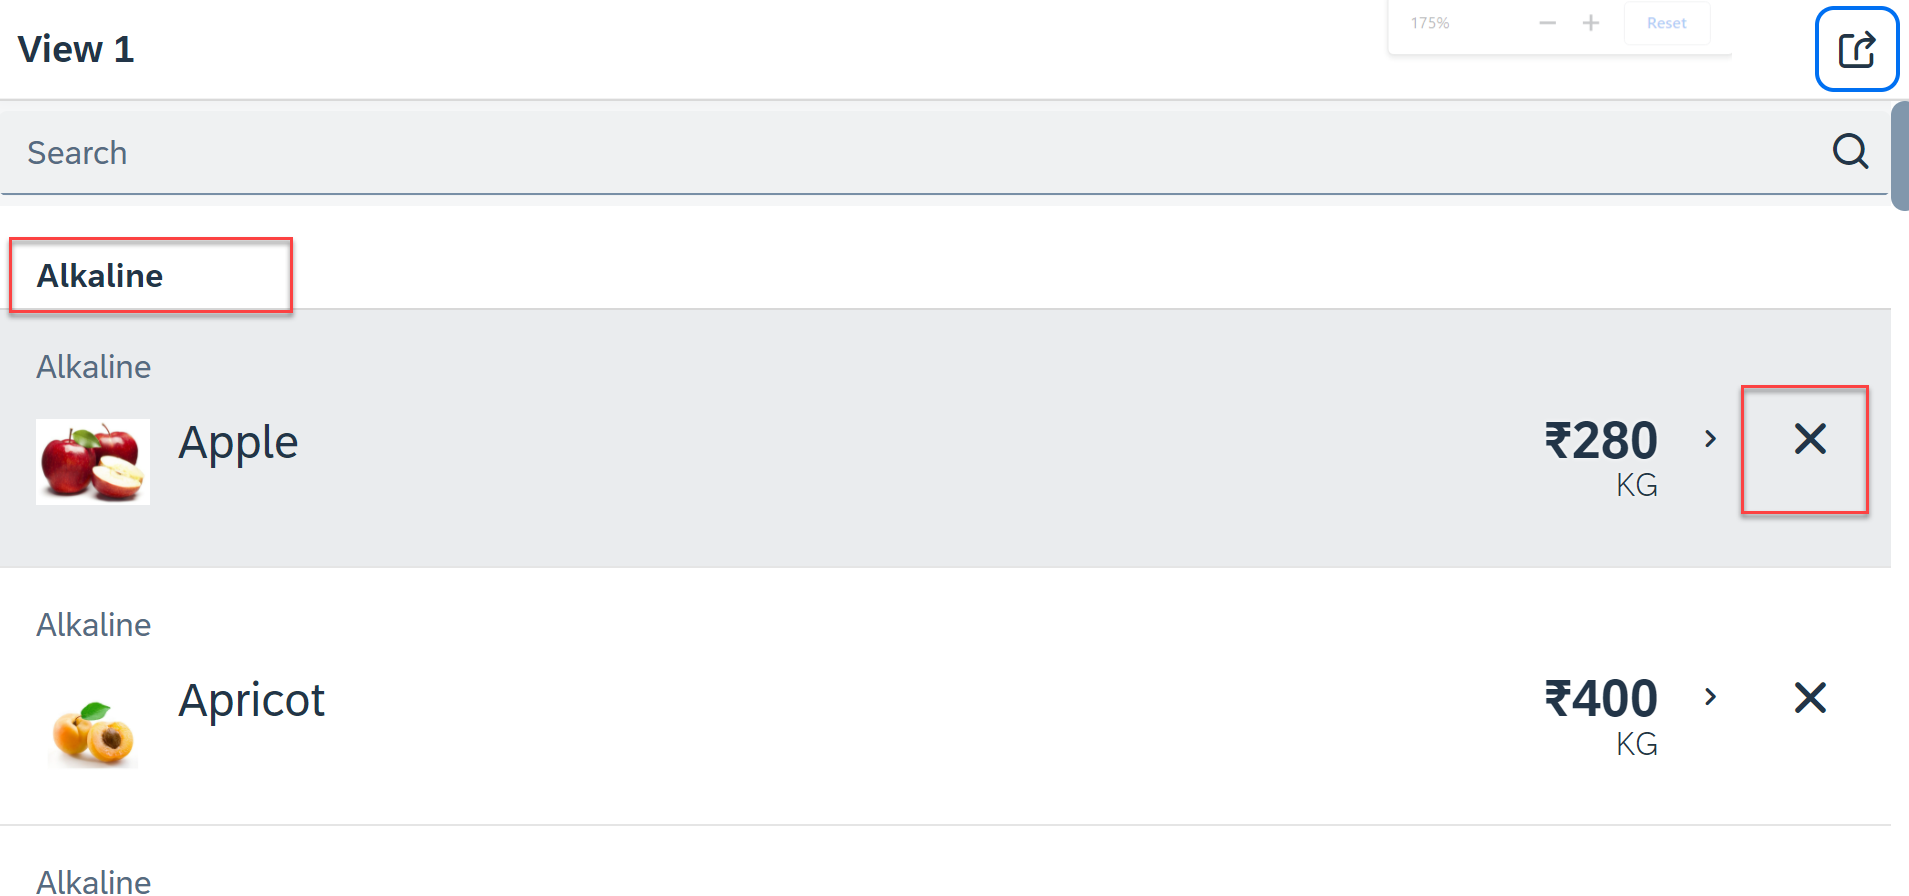 View 1
175%
Reset
Search
Alkaline
Alkaline
Apple
₹280
KG
Alkaline
Apricot
₹400
KG
Alkaline